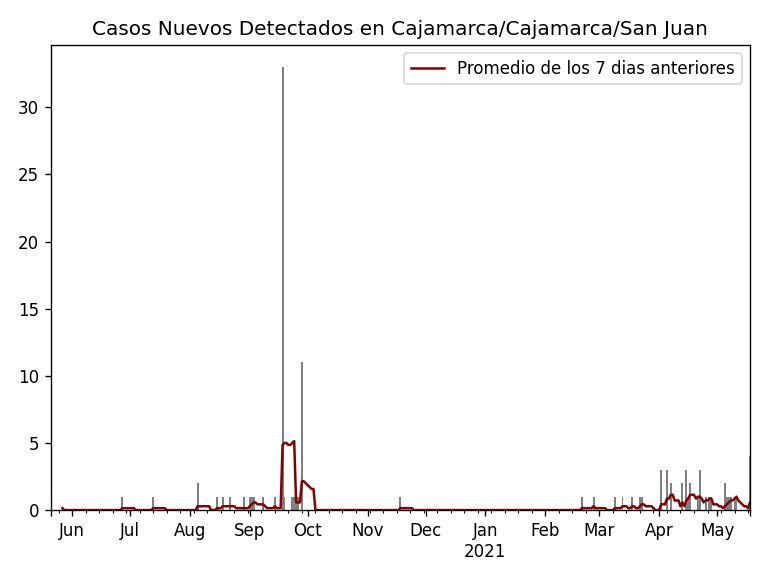 Casos Nuevos Detectados en Cajamarca/Cajamarca/San Juan
Promedio de los 7 dias anteriores
30
25
20
15
10
5
0
Jun Jul Aug Sep Oct Nov Dec Jan Feb Mar Apr May
2021